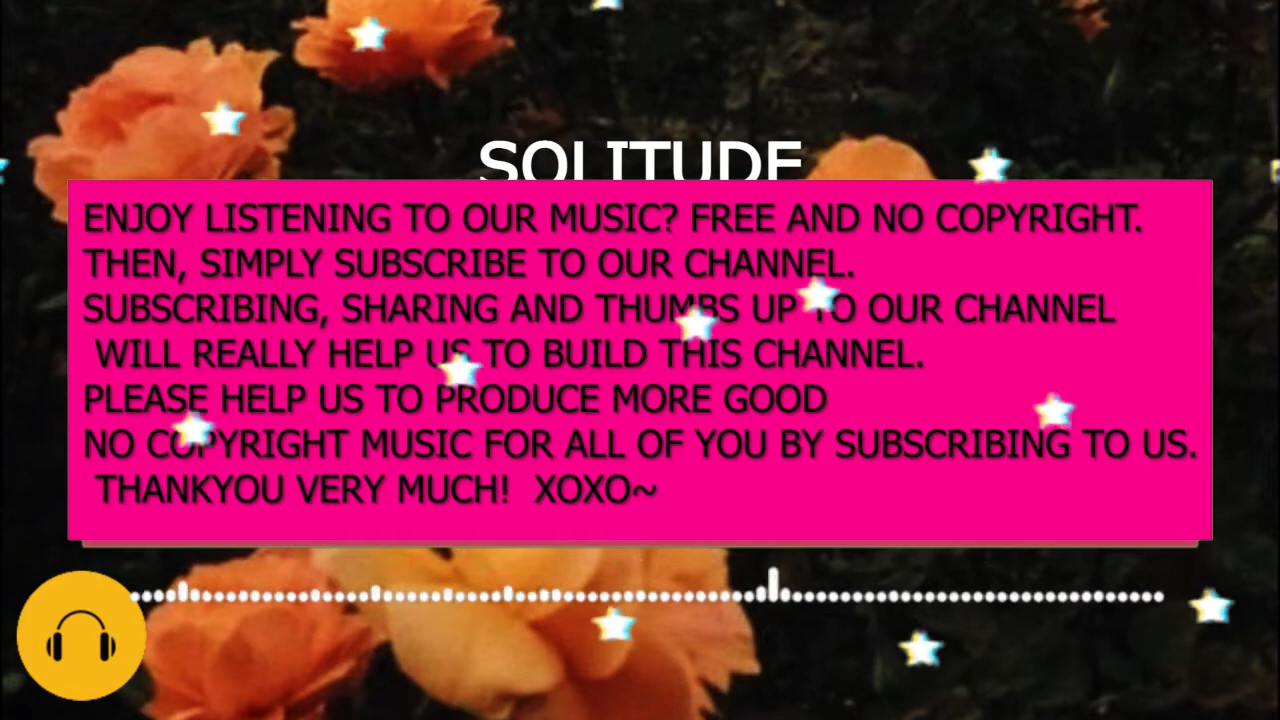 SOLITUDE
ENJOY LISTENING TO OUR MUSIC? FREE AND NO COPYRIGHT.
THEN, SIMPLY SUBSCRIBE TO OUR CHANNEL.
SUBSCRIBING, SHARING AND THUMBS UP TO OUR CHANNEL
WILL REALLY HELP US TO BUILD THIS CHANNEL.
PLEASE HELP US TO PRODUCE MORE GOOD
NO COPYRIGHT MUSIC FOR ALL OF YOU BY SUBSCRIBING TO US.
THANKYOU VERY MUCH! XOXO~